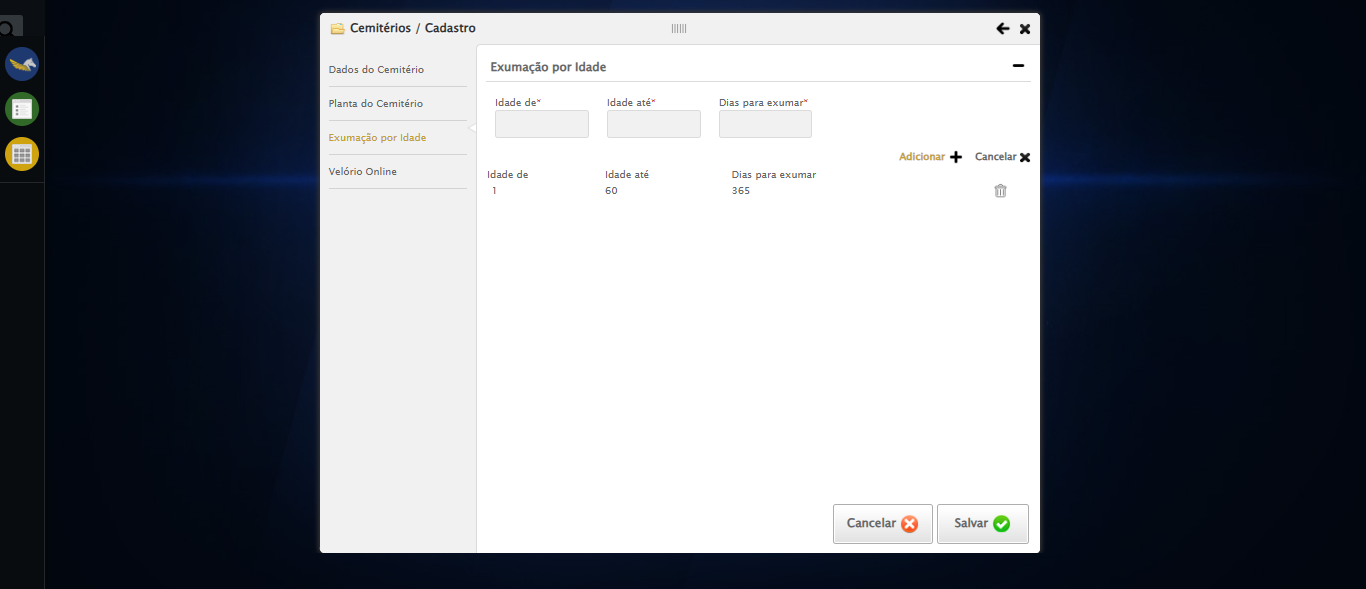 Cemitérios / Cadastro
Dados do Cemitério
Planta do Cemitério
Exumação por Idade
Velório Online
Exumação por Idade
Idade de* Idade até* Dias para exumar*
Adicionar Cancelar
Idade de Idade até Dias para exumar
1 60 365
Cancelar Salvar